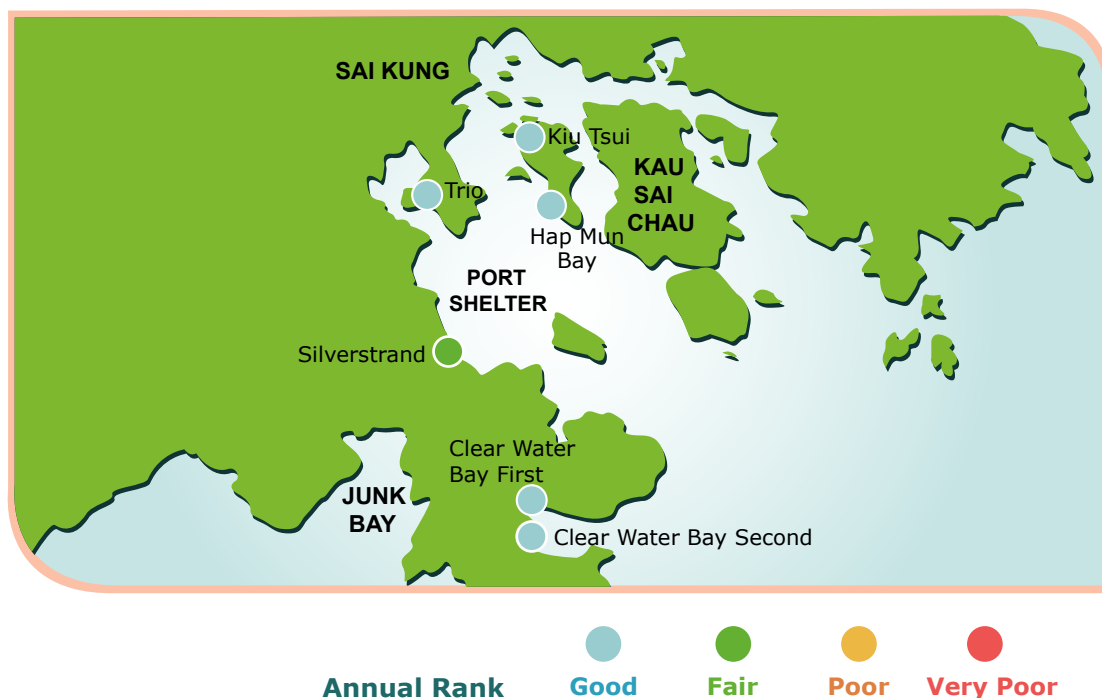 SAI KUNG
Kiu Tsui
KAU
SAI
CHAU
Trio
Hap Mun
Bay
PORT
SHELTER
Silverstrand
Clear Water
Bay First
JUNK
BAY
Clear Water Bay Second
Annual Rank
Good
Fair
Poor
Very Poor